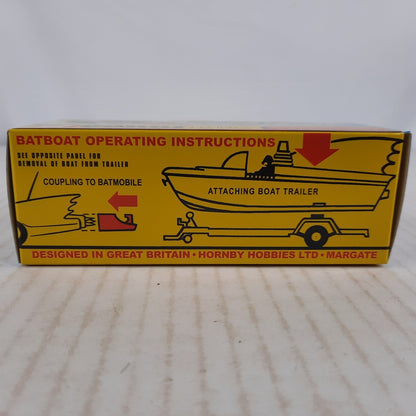 BATBOAT OPERATING INSTRUCTIONS
SEE OPPOSITE PANEL FOR
REMOVAL OF BOAT FROM TRAILER
COUPLING TO BATMOBILE
ATTACHING BOAT TRAILER
DESIGNED IN GREAT BRITAIN • HORNBY HOBBIES LTD • MARGATE